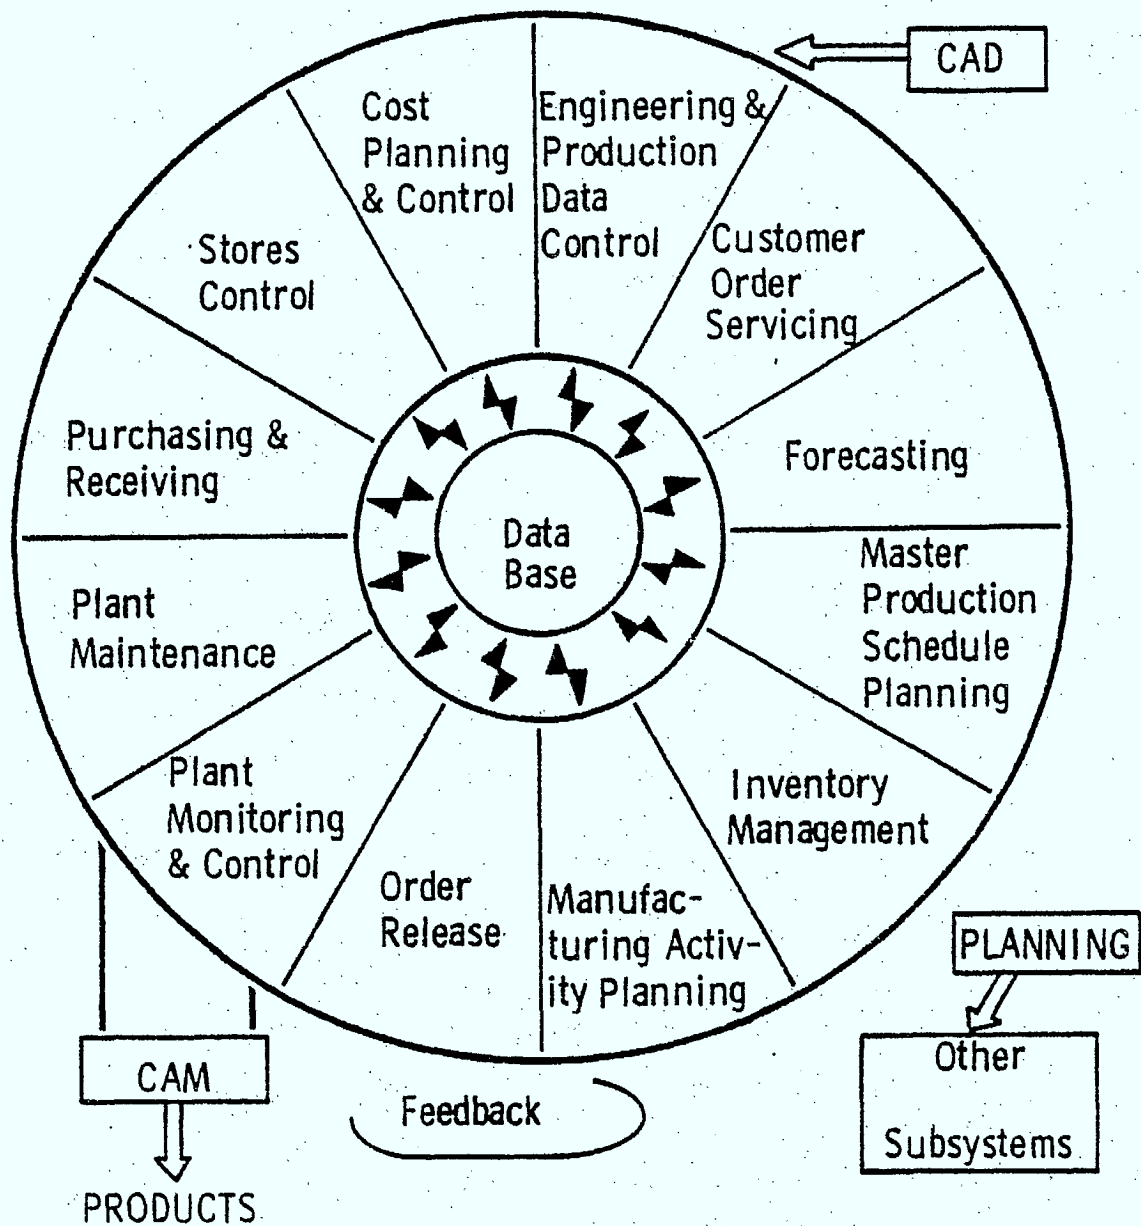 CAD
Cost
Planning
& Control
Engineering &
Production
Data
Control
Customer
Order
Servicing
Forecasting
Master
Production
Schedule
Planning
Inventory
Management
Manufac-
turing Activ-
ity Planning
Order
Release
Plant
Monitoring
& Control
Plant
Maintenance
Purchasing &
Receiving
Stores
Control
Data
Base
PLANNING
Other
Subsystems
CAM
Feedback
PRODUCTS